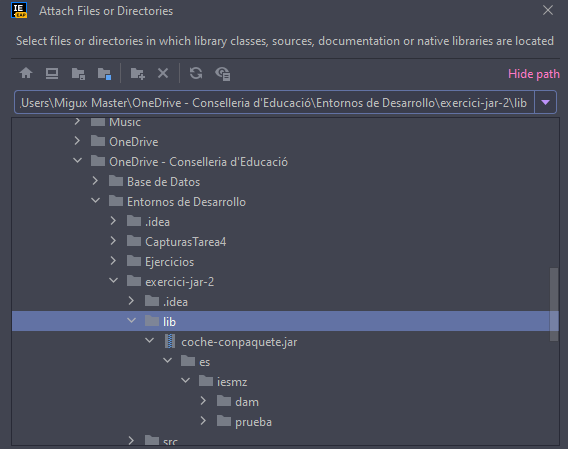 IE
EAP
Attach Files or Directories
Select files or directories in which library classes, sources, documentation or native libraries are located
Hide path
Users\Migux Master\OneDrive - Conselleria d'Educació\Entornos de Desarrollo\exercici-jar-2\lib
Music
OneDrive
OneDrive - Conselleria d'Educació
Base de Datos
Entornos de Desarrollo
.idea
CapturasTarea4
Ejercicios
exercici-jar-2
.idea
lib
coche-conpaquete.jar
es
iesmz
dam
prueba
src